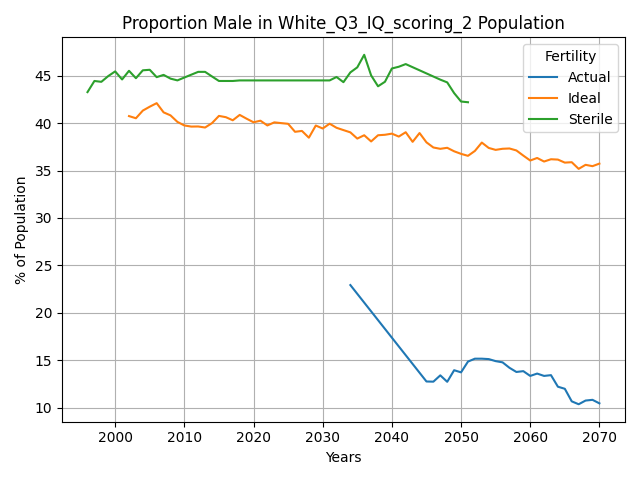 Proportion Male in White_Q3_IQ_scoring_2 Population
Fertility
Actual
Ideal
Sterile
% of Population
45
40
35
30
25
20
15
10
2000 2010 2020 2030 2040 2050 2060 2070
Years